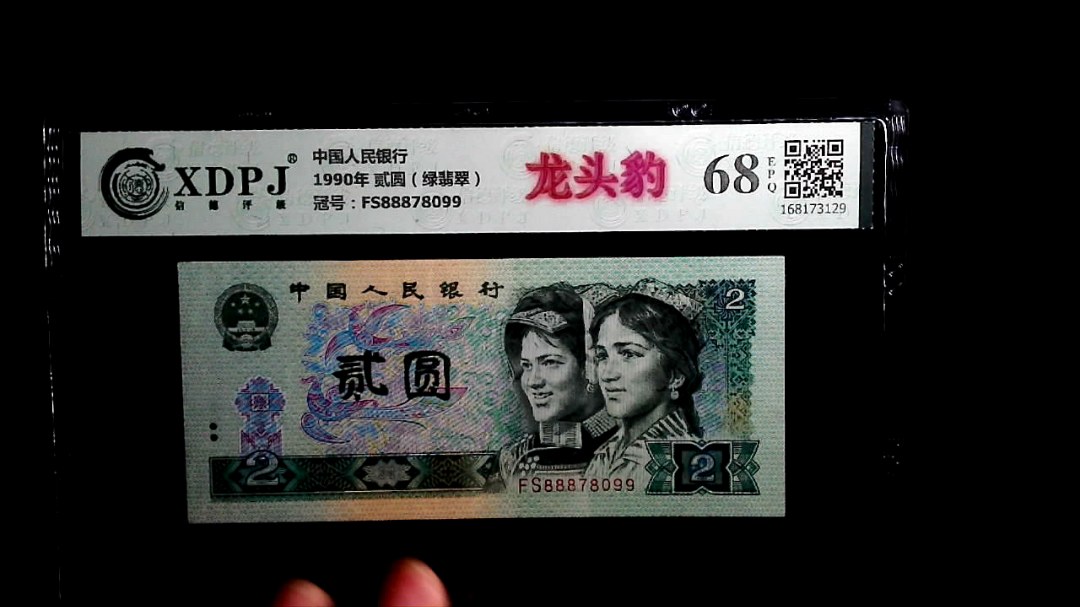 XDPJ®
信德评级
中国人民银行
1990年 贰圆（绿翡翠）
冠号：FS88878099
龙头豹
68 EPQ
168173129
中国人民银行
2
贰圆
2
2
FS88878099